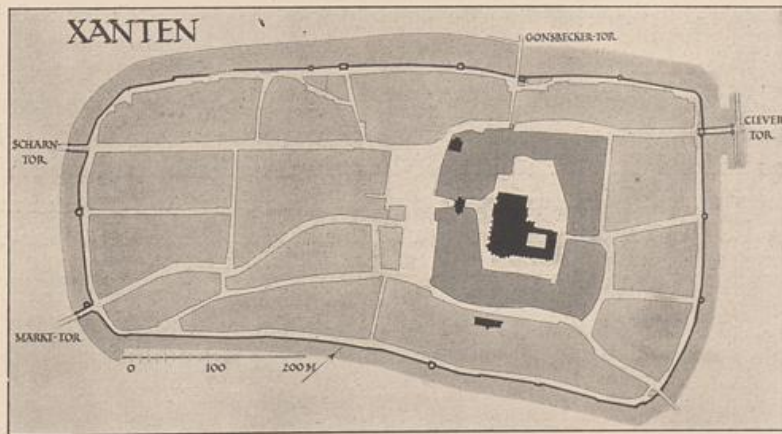 XANTEN
GONSBECKER-TOR
CLEVER
TOR
SCHARN-
TOR
MARKT-TOR
0 100 200 M